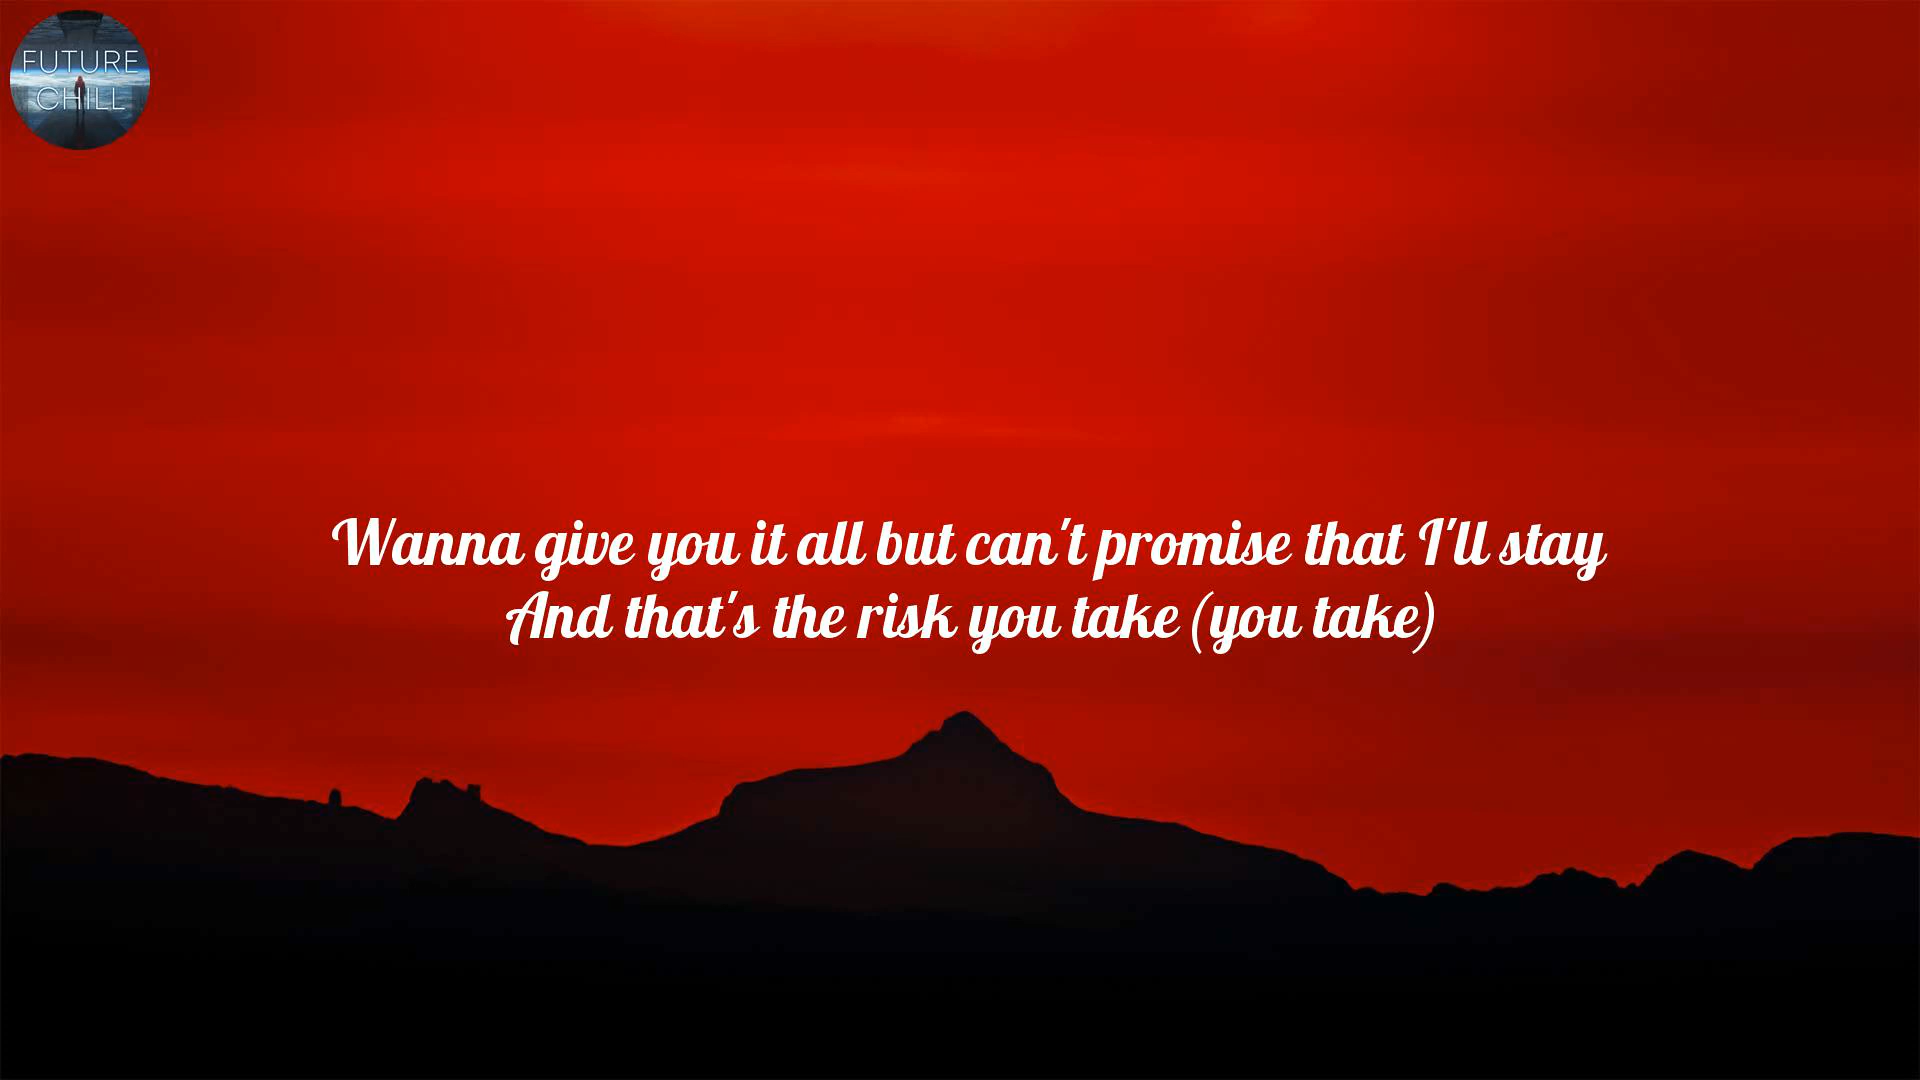 FUTURE
CHILL
Wanna give you it all but can't promise that I'll stay
And that's the risk you take (you take)